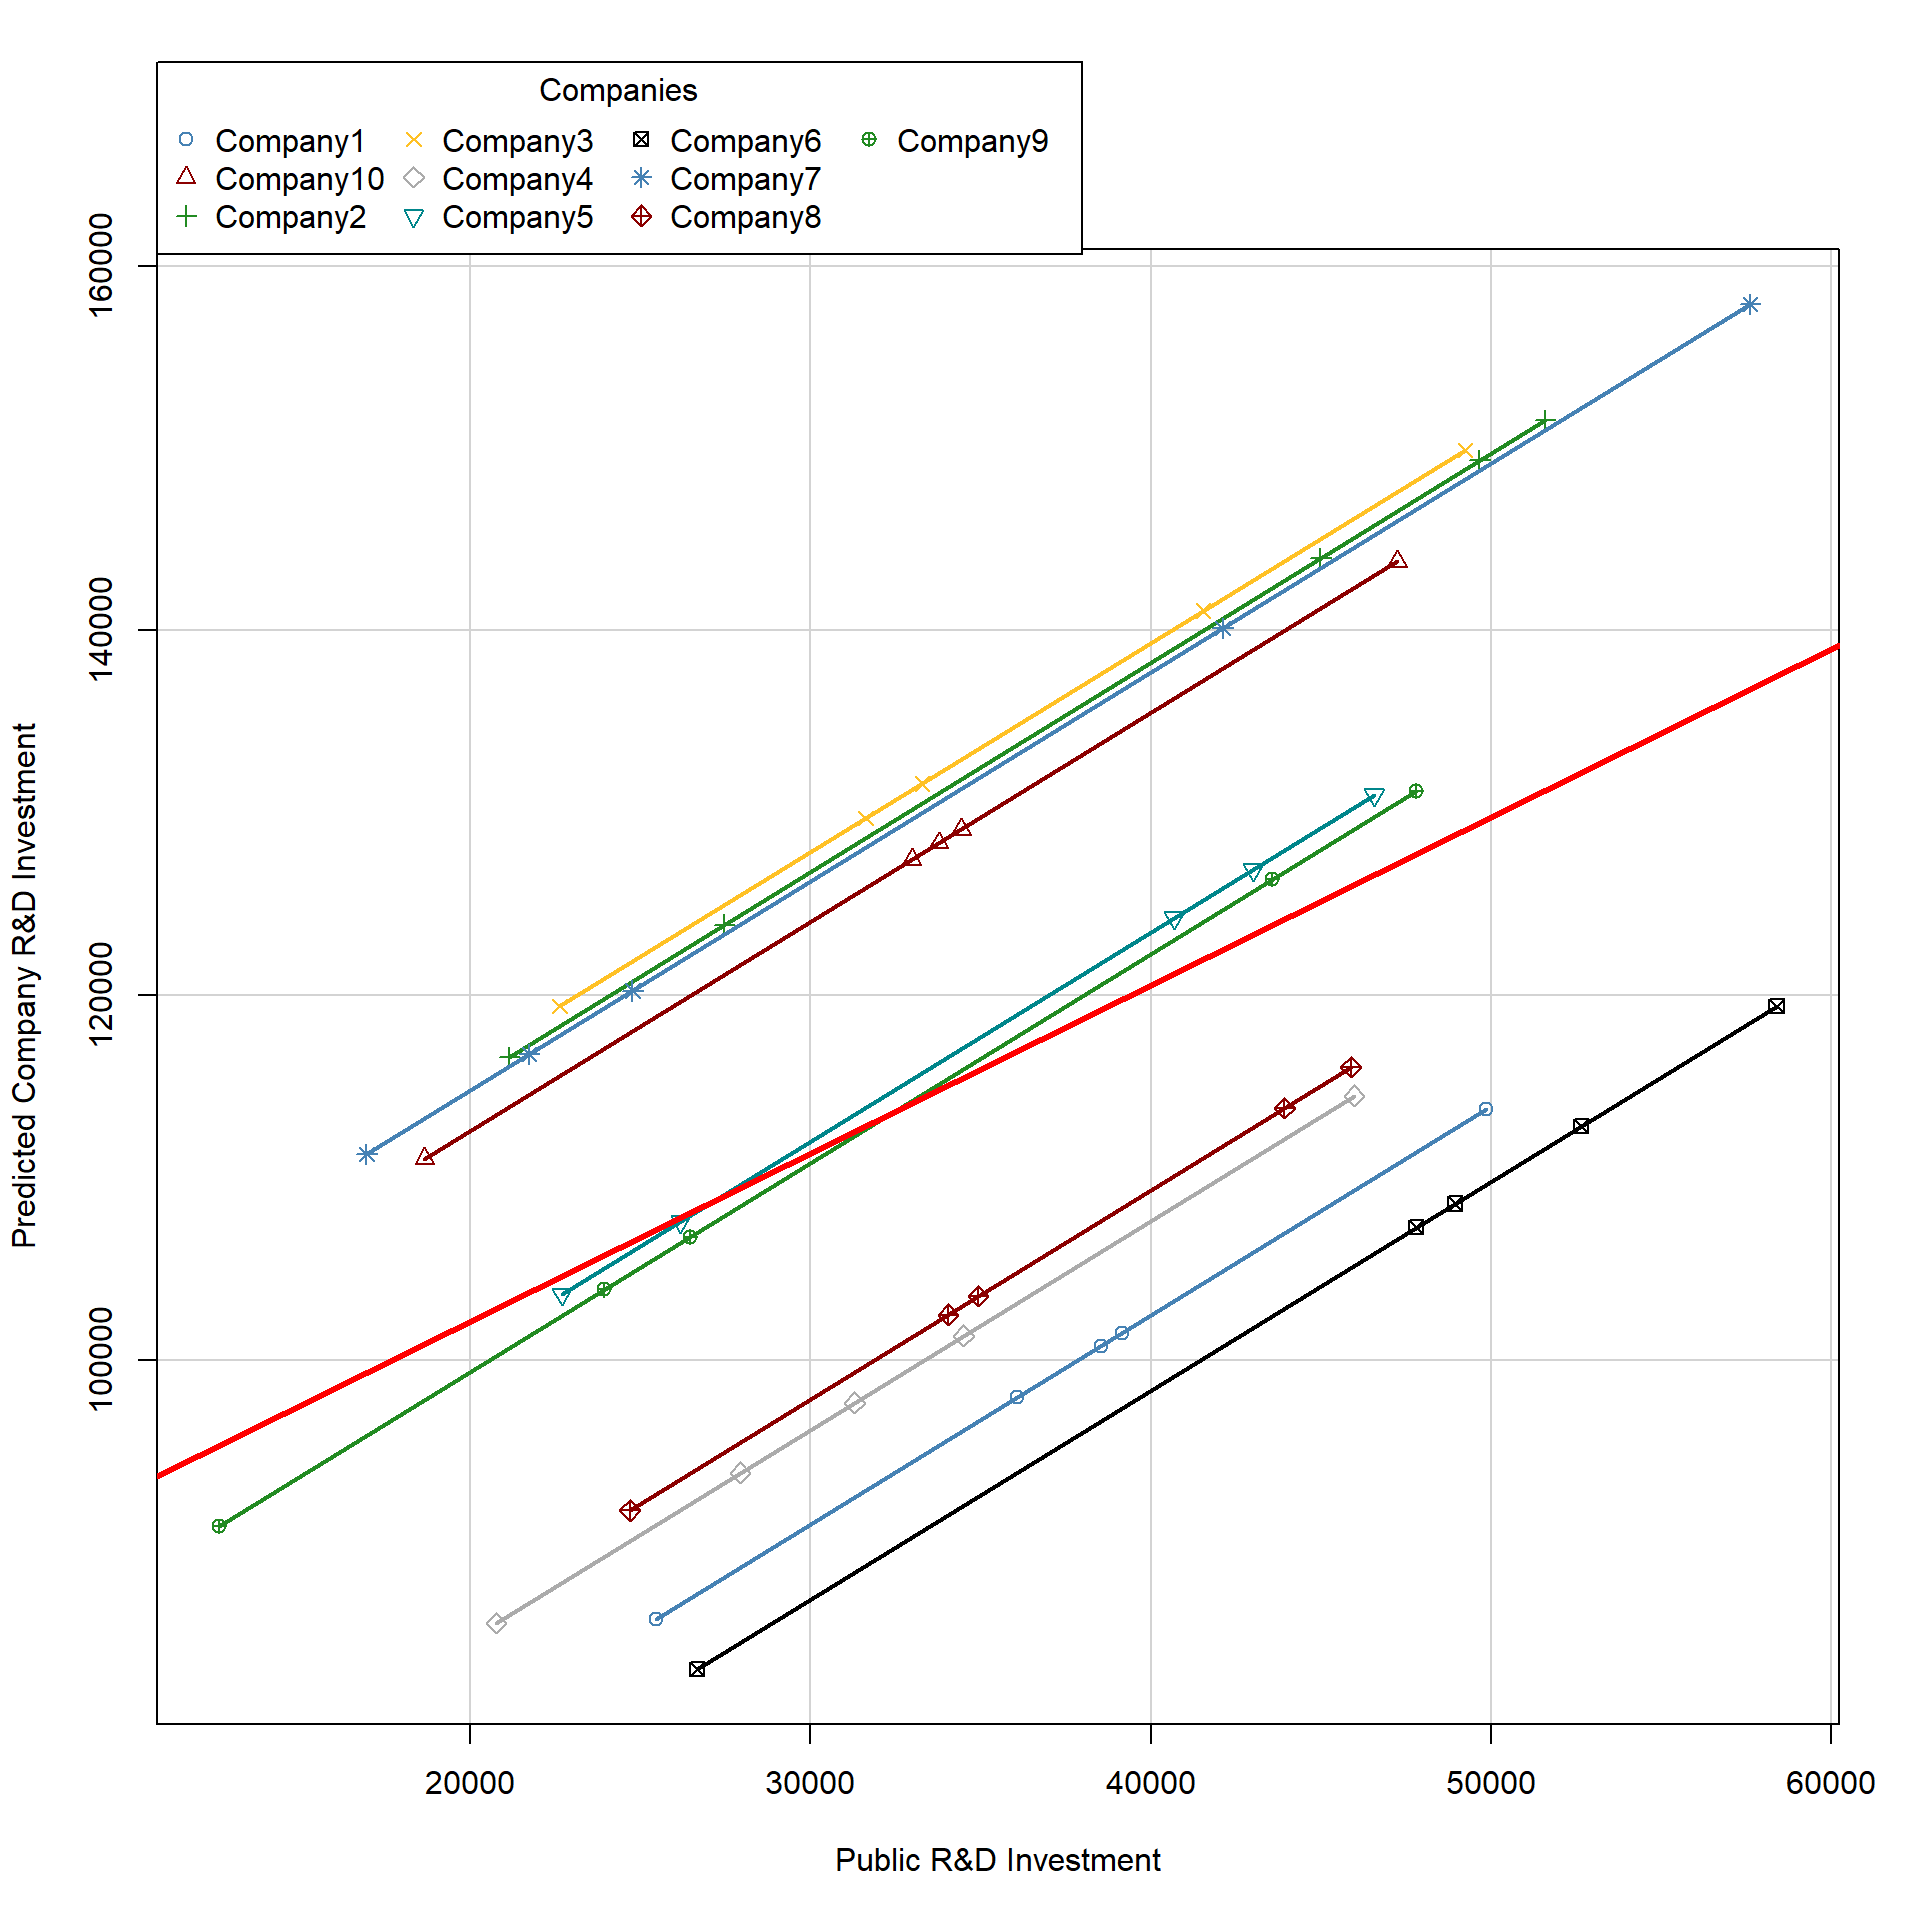 Companies
Company1 Company3 Company6 Company9
Company10 Company4 Company7
Company2 Company5 Company8
160000
140000
120000
100000
Predicted Company R&D Investment
20000 30000 40000 50000 60000
Public R&D Investment